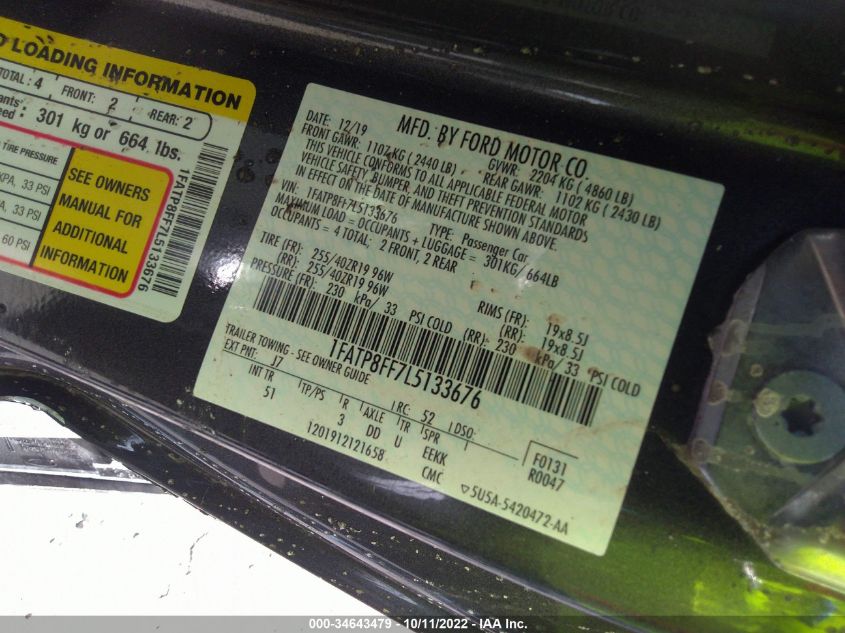 D LOADING INFORMATION
TOTAL: 4 FRONT: 2 REAR: 2
301 kg or 664 lbs.
TIRE PRESSURE
KPA, 33 PSI
A, 33 PSI
60 PSI
SEE OWNERS
MANUAL FOR
ADDITIONAL
INFORMATION
1FATP8FF7L5133676
MFD. BY FORD MOTOR CO.
DATE: 12/19 GVWR: 2204 KG ( 4860 LB)
FRONT GAWR: 1107 KG ( 2440 LB) REAR GAWR: 1102 KG ( 2430 LB)
THIS VEHICLE CONFORMS TO ALL APPLICABLE FEDERAL MOTOR
VEHICLE SAFETY, BUMPER, AND THEFT PREVENTION STANDARDS
IN EFFECT ON THE DATE OF MANUFACTURE SHOWN ABOVE.
VIN: 1FATP8FF7L5133676 TYPE: Passenger Car
MAXIMUM LOAD = OCCUPANTS + LUGGAGE = 301KG/ 664LB
OCCUPANTS = 4 TOTAL; 2 FRONT, 2 REAR
TIRE (FR): 255/40ZR19 96W RIMS (FR): 19x8.5J
(RR): 255/40ZR19 96W (RR): 19x8.5J
PRESSURE (FR): 230 kPa/ 33 PSI COLD (RR): 230 kPa/ 33 PSI COLD
1FATP8FF7L5133676
TRAILER TOWING - SEE OWNER GUIDE
EXT PNT: J7 RC: 52 DSO:
INT TR TP/PS R AXLE TR SPR
51 3 DD U EEKK
F0131
R0047
1201912121658 CMC
5U5A-5420472-AA
000-34643479 - 10/11/2022 - IAA Inc.